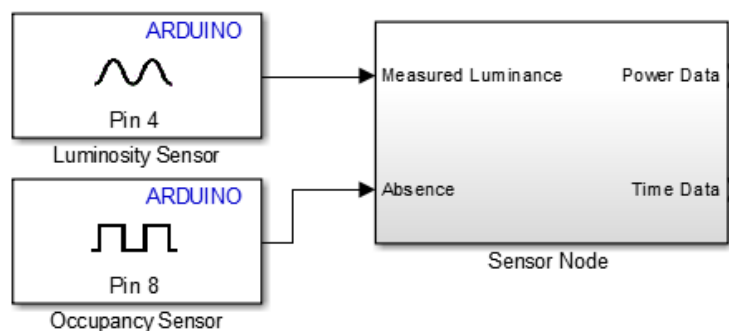 ARDUINO
Pin 4
Luminosity Sensor
ARDUINO
Pin 8
Occupancy Sensor
Measured Luminance
Power Data
Absence
Time Data
Sensor Node